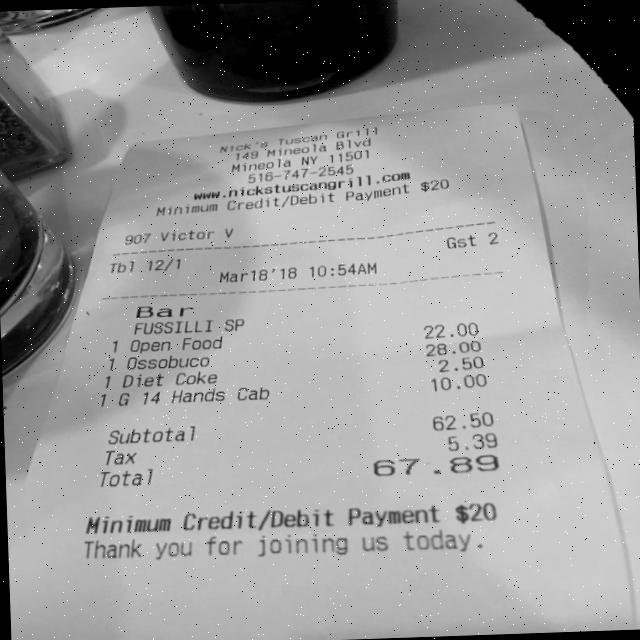 Nick's Tuscan Grill
149 Mineola Blvd
Mineola NY 11501
516-747-2545
www.nickstuscangrill.com
Minimum Credit/Debit Payment $20
907 Victor V
Tbl 12/1 Gst 2
Mar18'18 10:54AM
Bar
FUSSILLI SP
1 Open Food 22.00
1 Ossobuco 28.00
1 Diet Coke 2.50
1 G 14 Hands Cab 10.00
Subtotal 62.50
Tax 5.39
Total 67.89
Minimum Credit/Debit Payment $20
Thank you for joining us today.